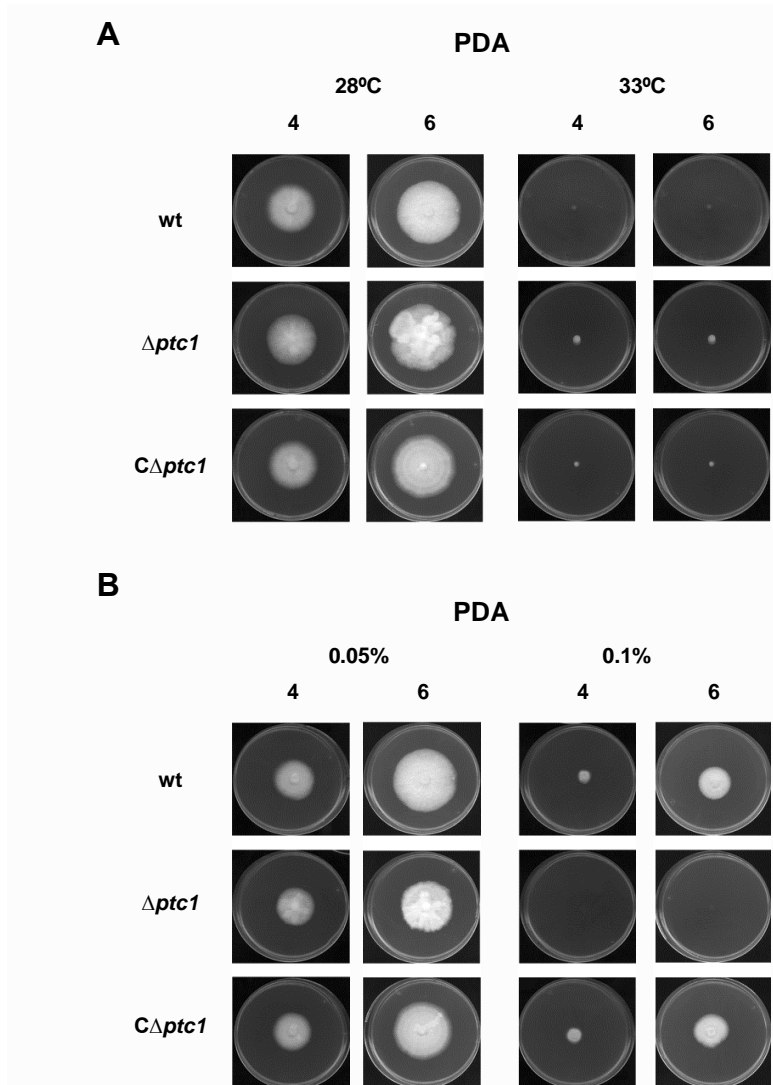 A
PDA
28ºC 33ºC
4 6 4 6
wt
Δptc1
CΔptc1
B
PDA
0.05% 0.1%
4 6 4 6
wt
Δptc1
CΔptc1